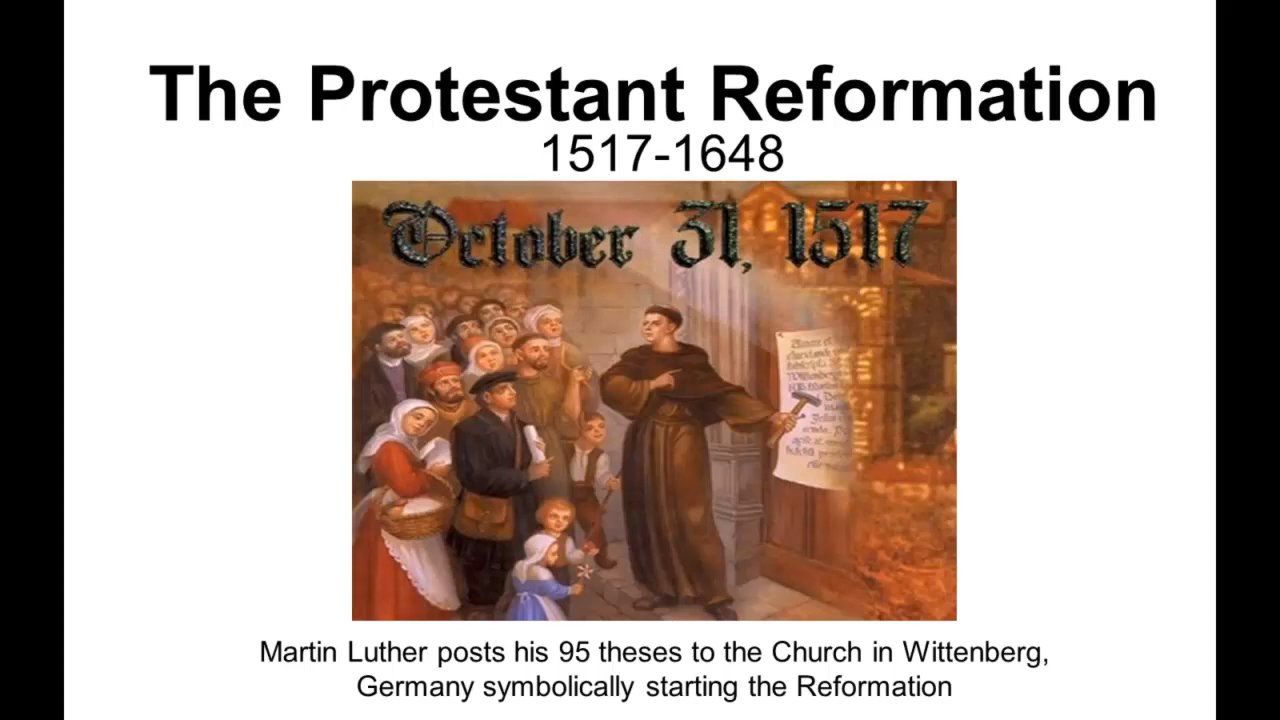 The Protestant Reformation
1517-1648
October 31, 1517
Martin Luther posts his 95 theses to the Church in Wittenberg,
Germany symbolically starting the Reformation